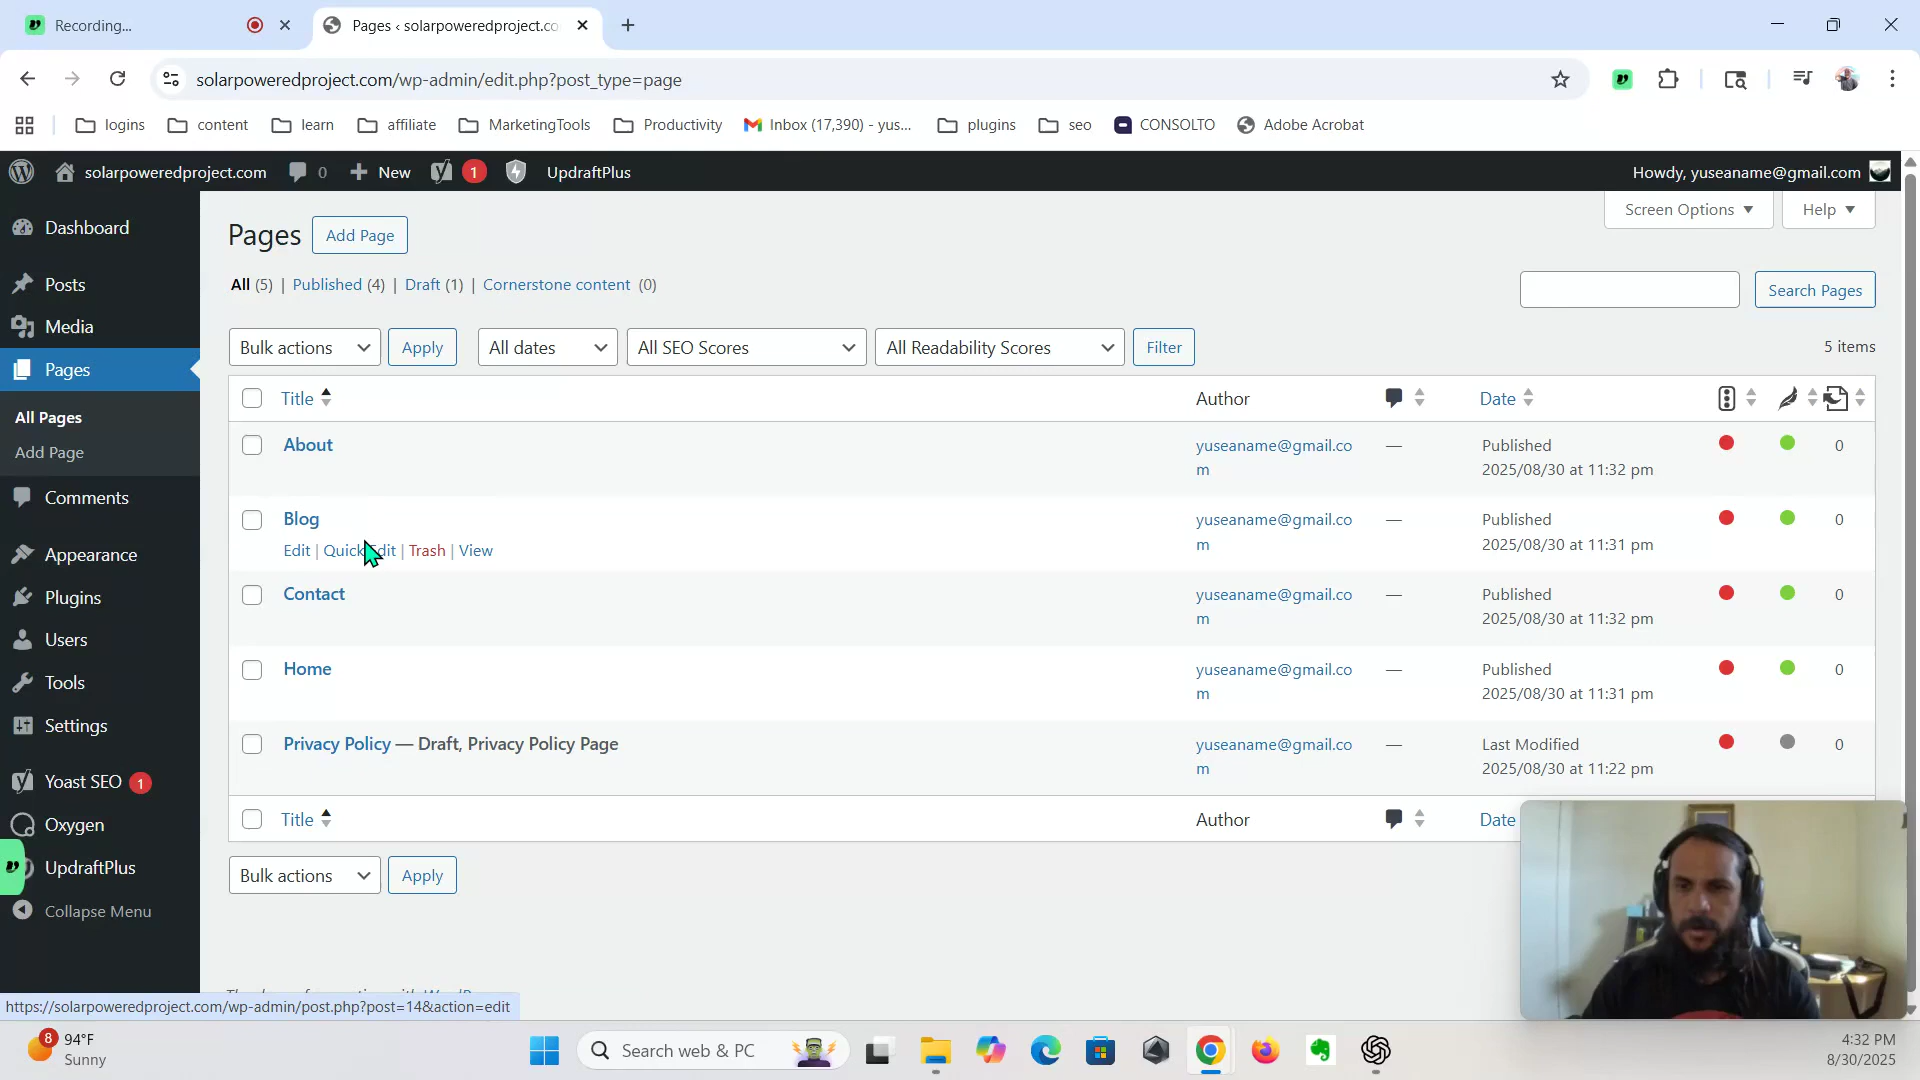 Recording...
Pages ‹ solarpoweredproject.co
solarpoweredproject.com/wp-admin/edit.php?post_type=page
logins content learn affiliate MarketingTools Productivity Inbox (17,390) - yus... plugins seo CONSOLTO Adobe Acrobat
solarpoweredproject.com 0 New 1 UpdraftPlus Howdy, yuseaname@gmail.com
Screen Options Help
Dashboard
Posts
Media
Pages
All Pages
Add Page
Comments
Appearance
Plugins
Users
Tools
Settings
Yoast SEO 1
Oxygen
UpdraftPlus
Collapse Menu
Pages Add Page
All (5) | Published (4) | Draft (1) | Cornerstone content (0)
Search Pages
Bulk actions Apply All dates All SEO Scores All Readability Scores Filter 5 items
Title Author Date
About yuseaname@gmail.co — Published 0
m 2025/08/30 at 11:32 pm
Blog yuseaname@gmail.co — Published 0
Edit | Quick Edit | Trash | View m 2025/08/30 at 11:31 pm
Contact yuseaname@gmail.co — Published 0
m 2025/08/30 at 11:32 pm
Home yuseaname@gmail.co — Published 0
m 2025/08/30 at 11:31 pm
Privacy Policy — Draft, Privacy Policy Page yuseaname@gmail.co — Last Modified 0
m 2025/08/30 at 11:22 pm
Title Author Date
Bulk actions Apply
https://solarpoweredproject.com/wp-admin/post.php?post=14&action=edit
8 94°F
Sunny
Search web & PC
4:32 PM
8/30/2025